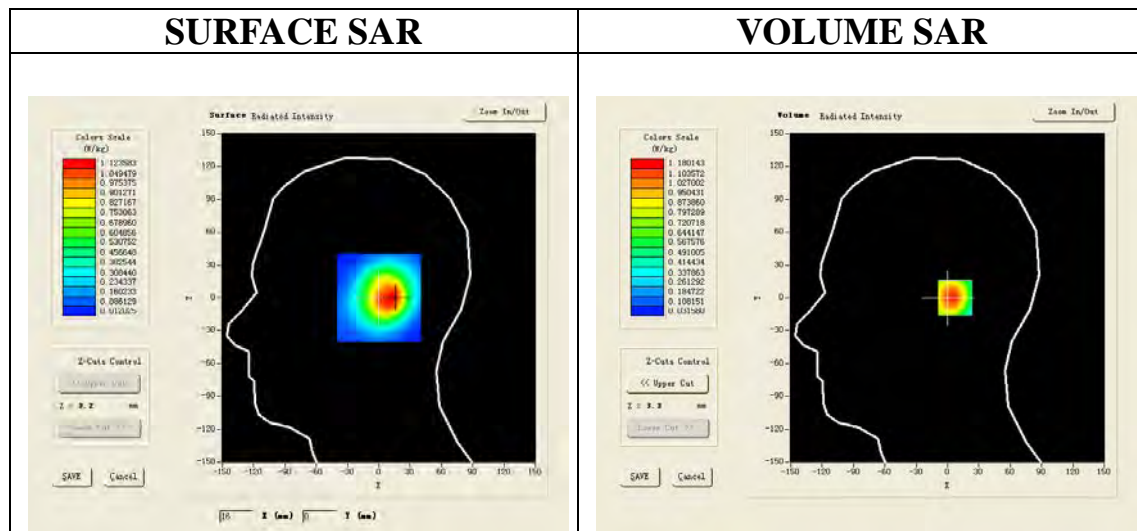 SURFACE SAR
VOLUME SAR
Surface Radiated Intensity
Zoom In/Out
Colors Scale
(W/kg)
1.123583
1.049479
0.975375
0.901271
0.827167
0.753063
0.678960
0.604856
0.530752
0.456648
0.382544
0.308440
0.234337
0.160233
0.086129
0.012025
150
120
90
60
30
0
-30
-60
-90
-120
-150
-150 -120 -90 -60 -30 0 30 60 90 120 150
X
Z-Cuts Control
<< Upper Cut
Z = 3.2 mm
SAVE
Cancel
16 X (mm) 0 Y (mm)
Volume Radiated Intensity
Zoom In/Out
Colors Scale
(W/kg)
1.180143
1.103572
1.027002
0.950431
0.873860
0.797289
0.720718
0.644147
0.567576
0.491005
0.414434
0.337863
0.261292
0.184722
0.108151
0.031580
150
120
90
60
30
0
-30
-60
-90
-120
-150
-150 -120 -90 -60 -30 0 30 60 90 120 150
X
Z-Cuts Control
<< Upper Cut
Z = 3.3 mm
Lower Cut >>
SAVE
Cancel